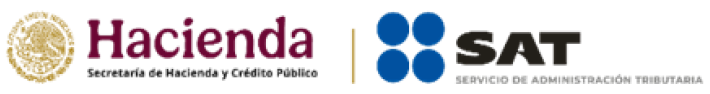 Hacienda
Secretaría de Hacienda y Crédito Público
SAT
SERVICIO DE ADMINISTRACIÓN TRIBUTARIA